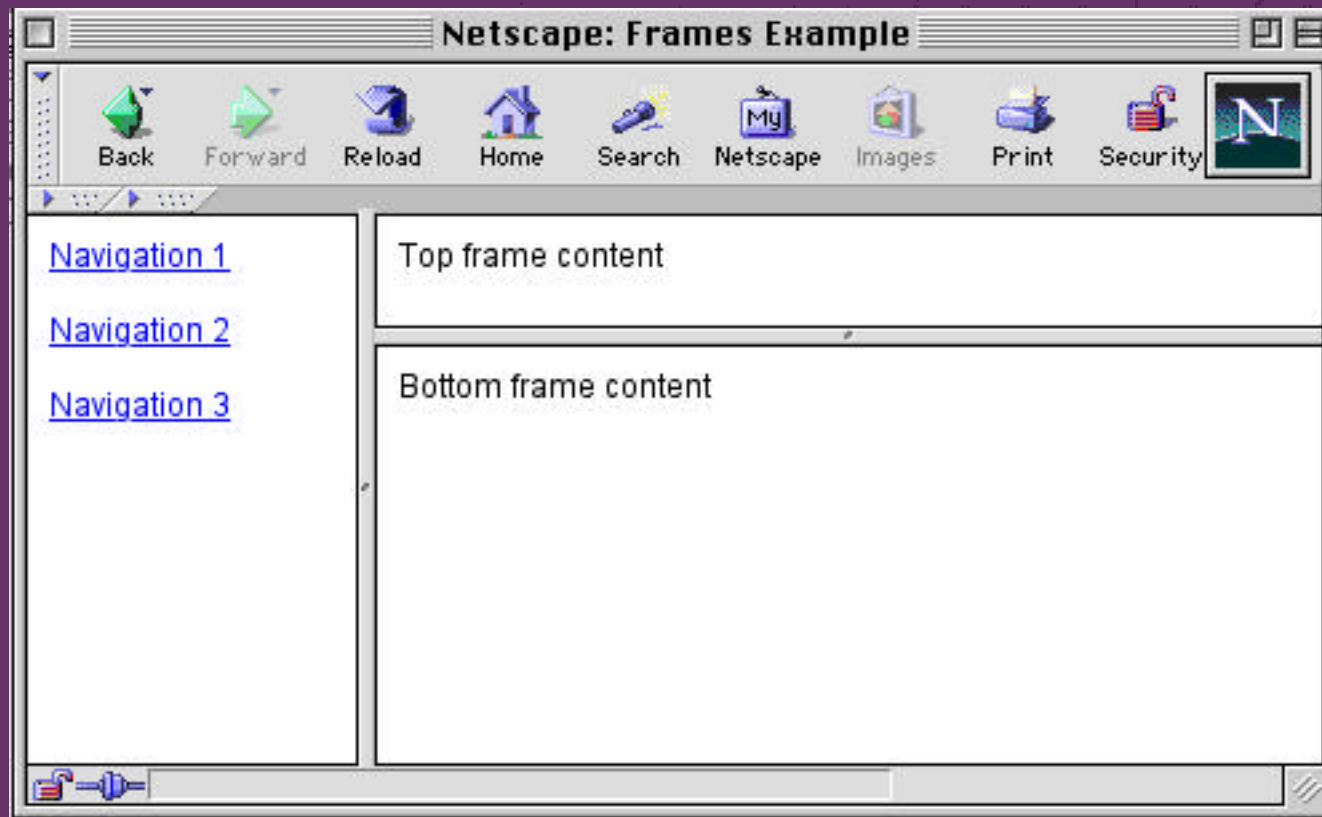 Netscape: Frames Example
Back Forward Reload Home Search My Netscape Images Print Security N
Navigation 1
Navigation 2
Navigation 3
Top frame content
Bottom frame content